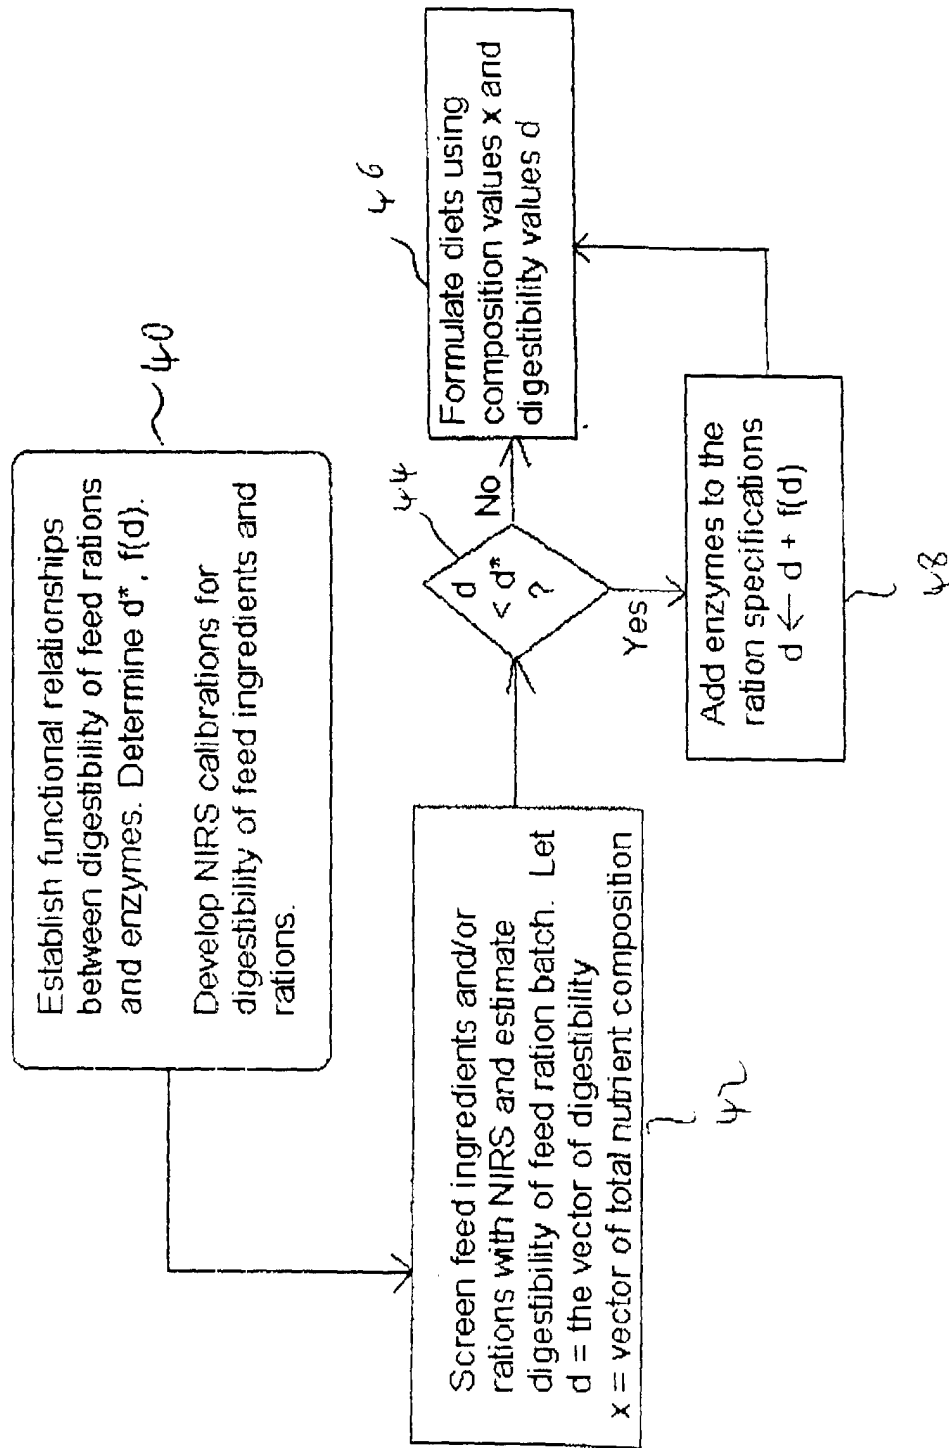 Establish functional relationships
between digestibility of feed rations
and enzymes. Determine d*, f(d).
Develop NIRS calibrations for
digestibility of feed ingredients and
rations.
40
Screen feed ingredients and/or
rations with NIRS and estimate
digestibility of feed ration batch. Let
d = the vector of digestibility
x = vector of total nutrient composition
42
d
< d*
?
44
No
Yes
Formulate diets using
composition values x and
digestibility values d
46
Add enzymes to the
ration specifications
d ← d + f(d)
48